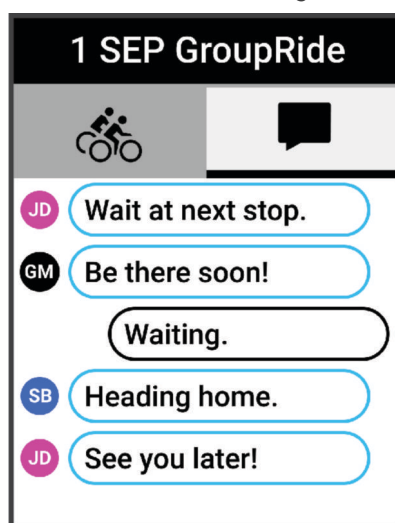 1 SEP GroupRide
JD Wait at next stop.
GM Be there soon!
Waiting.
SB Heading home.
JD See you later!